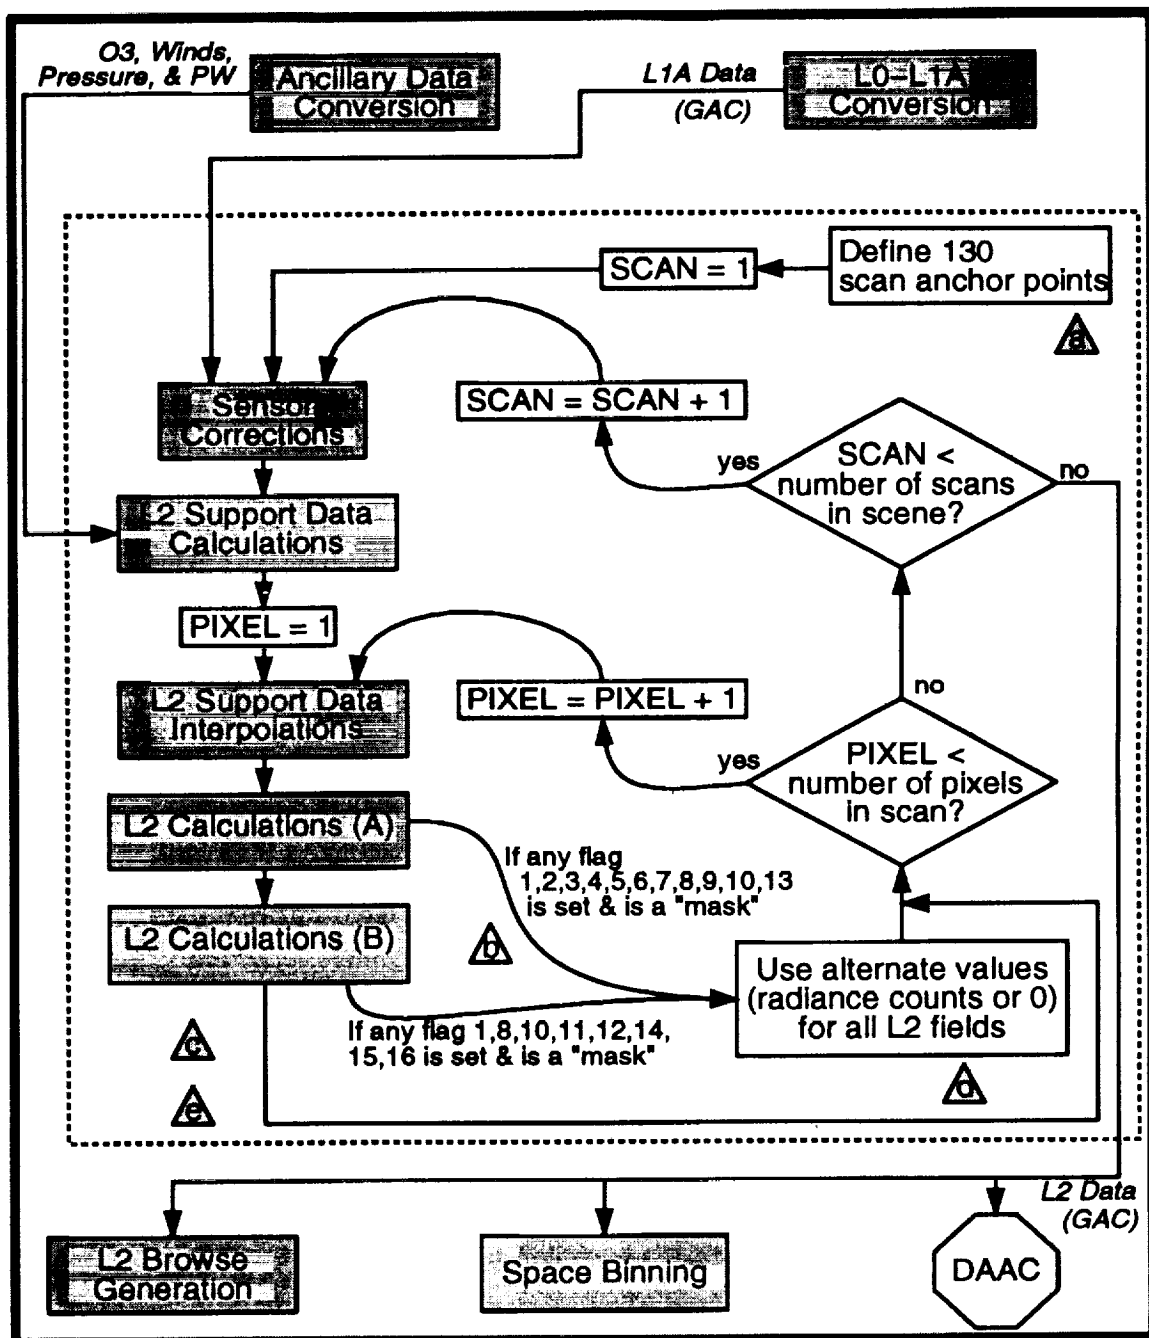 O3, Winds,
Pressure, & PW
Ancillary Data
Conversion
L1A Data
(GAC)
L0-L1A
Conversion
Define 130
scan anchor points
SCAN = 1
a
Sensor
Corrections
SCAN = SCAN + 1
SCAN <
number of scans
in scene?
yes
no
L2 Support Data
Calculations
PIXEL = 1
L2 Support Data
Interpolations
PIXEL = PIXEL + 1
no
yes
PIXEL <
number of pixels
in scan?
L2 Calculations (A)
If any flag
1,2,3,4,5,6,7,8,9,10,13
is set & is a "mask"
L2 Calculations (B)
b
Use alternate values
(radiance counts or 0)
for all L2 fields
If any flag 1,8,10,11,12,14,
15,16 is set & is a "mask"
c
d
e
L2 Data
(GAC)
L2 Browse
Generation
Space Binning
DAAC